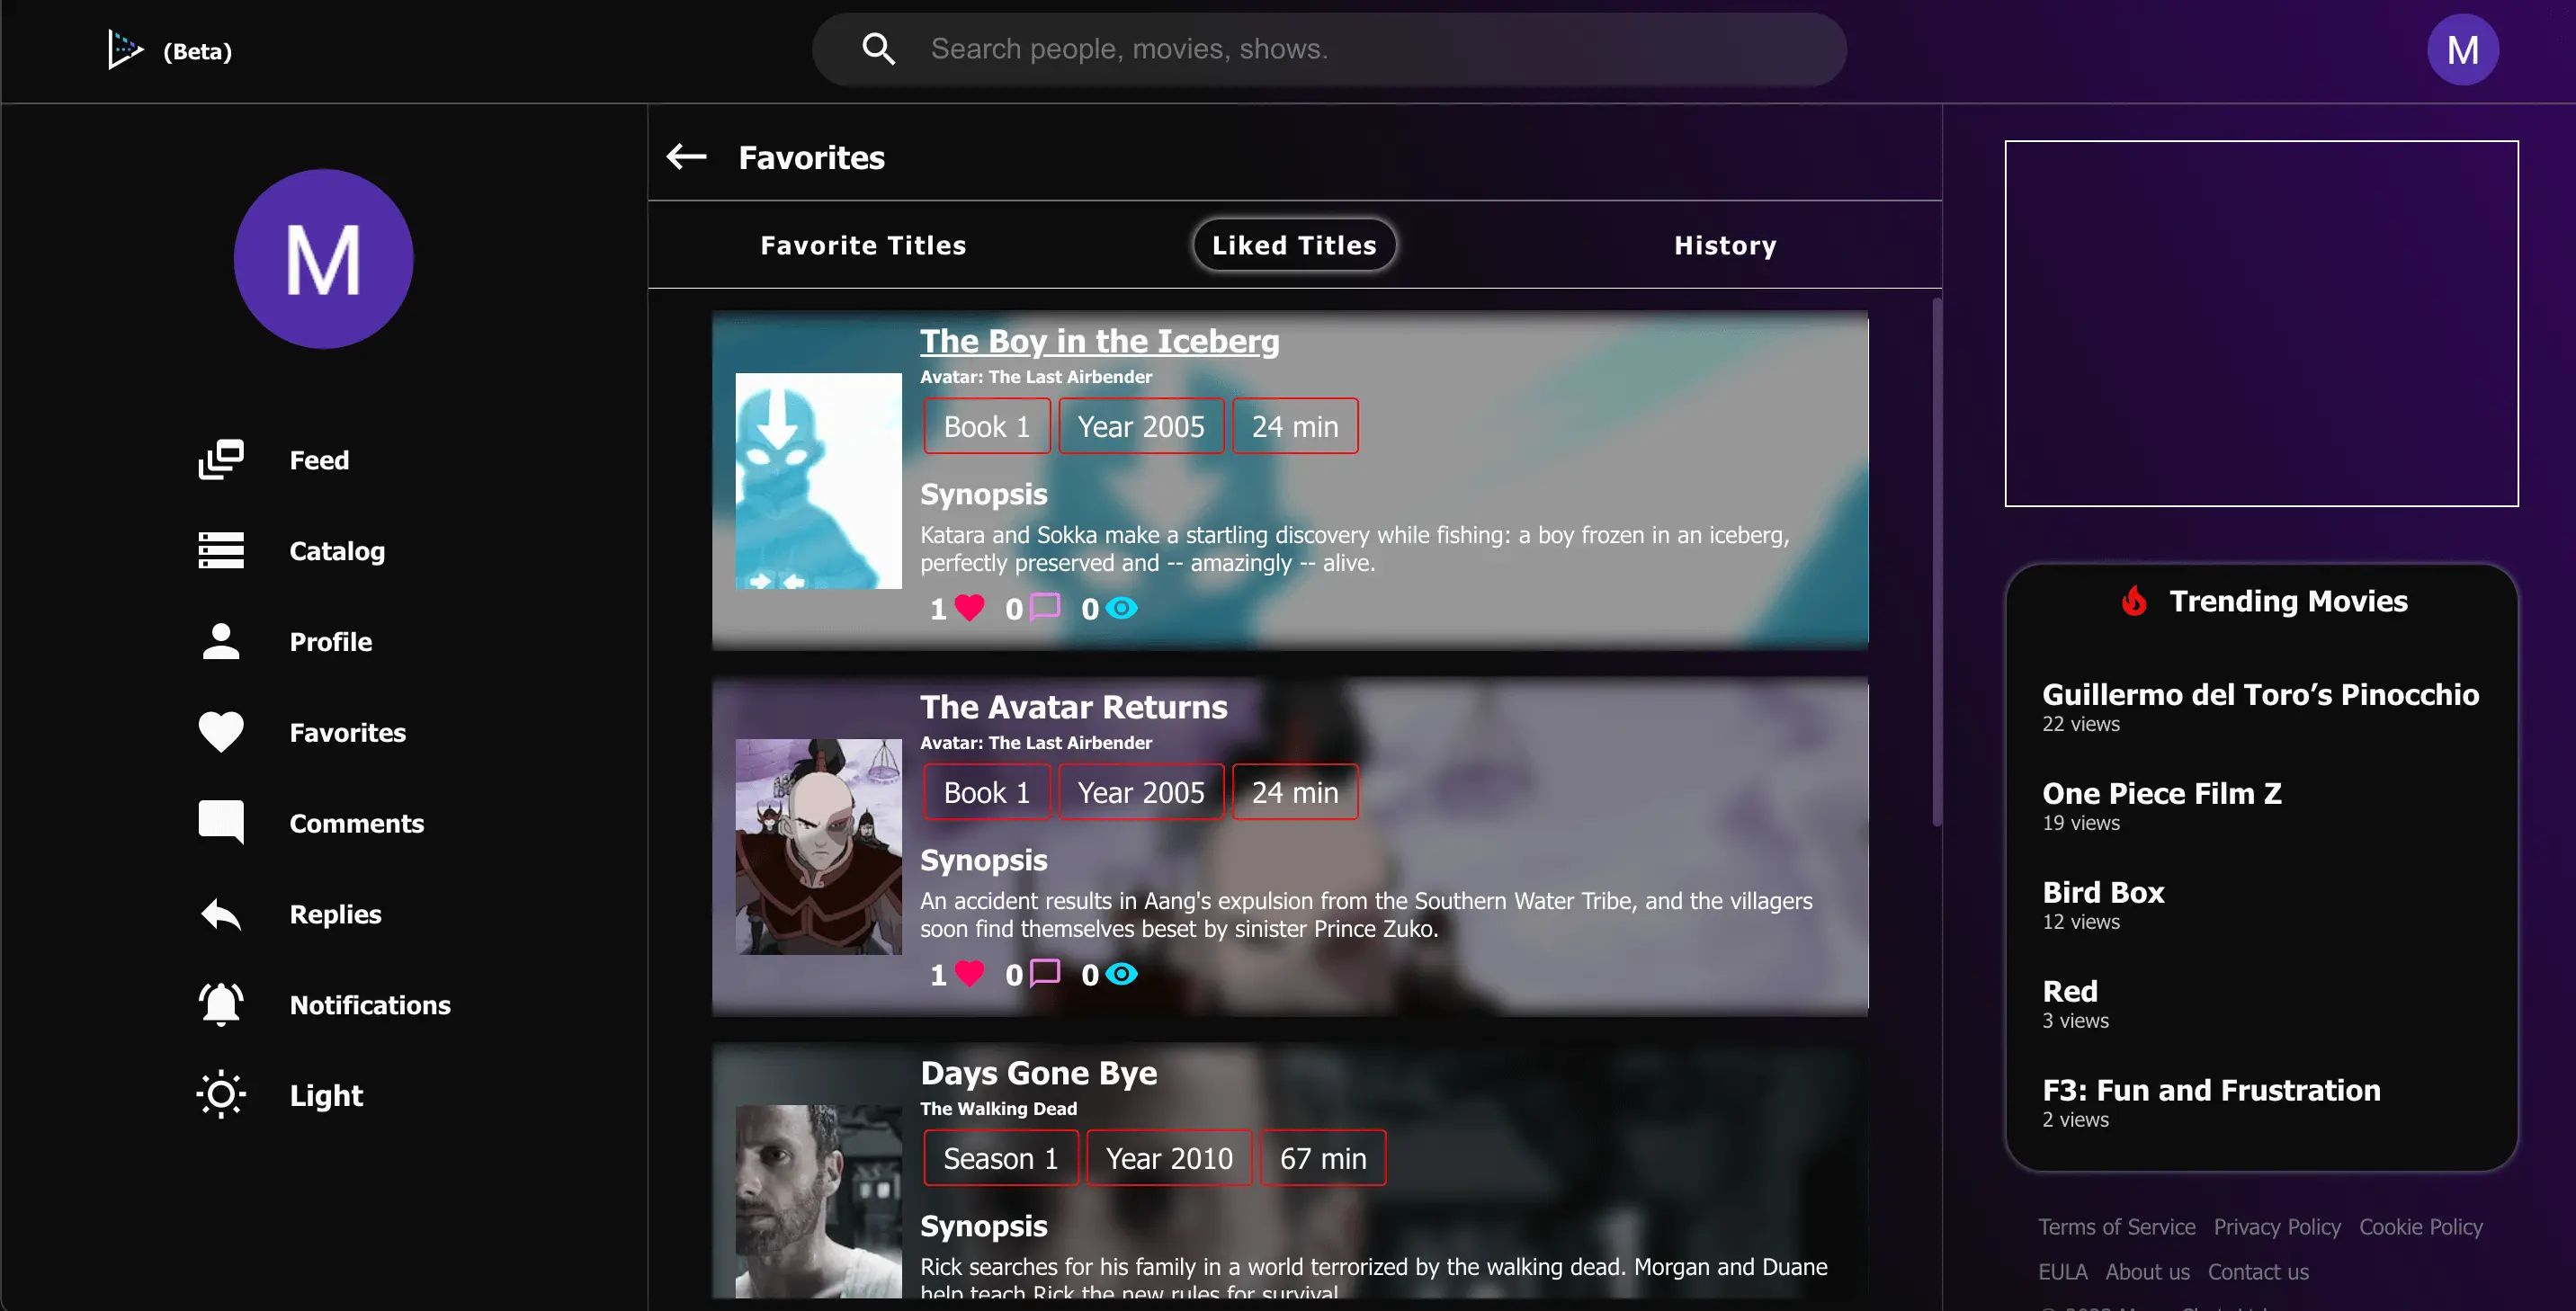 (Beta)
Search people, movies, shows.
M
M
Feed
Catalog
Profile
Favorites
Comments
Replies
Notifications
Light
Favorites
Favorite Titles
Liked Titles
History
The Boy in the Iceberg
Avatar: The Last Airbender
Book 1
Year 2005
24 min
Synopsis
Katara and Sokka make a startling discovery while fishing: a boy frozen in an iceberg,
perfectly preserved and -- amazingly -- alive.
1 0 0
The Avatar Returns
Avatar: The Last Airbender
Book 1
Year 2005
24 min
Synopsis
An accident results in Aang's expulsion from the Southern Water Tribe, and the villagers
soon find themselves beset by sinister Prince Zuko.
1 0 0
Days Gone Bye
The Walking Dead
Season 1
Year 2010
67 min
Synopsis
Rick searches for his family in a world terrorized by the walking dead. Morgan and Duane
help teach Rick the new rules for survival
Trending Movies
Guillermo del Toro’s Pinocchio
22 views
One Piece Film Z
19 views
Bird Box
12 views
Red
3 views
F3: Fun and Frustration
2 views
Terms of Service Privacy Policy Cookie Policy
EULA About us Contact us